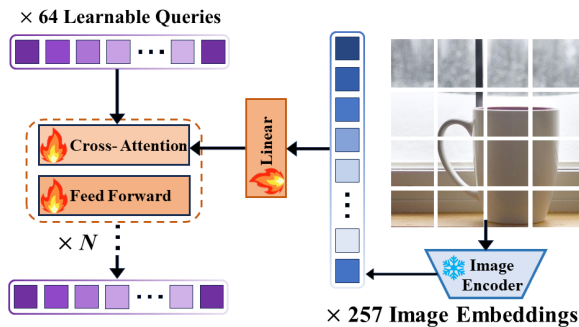 × 64 Learnable Queries
Cross- Attention
Feed Forward
× N
Linear
Image
Encoder
× 257 Image Embeddings